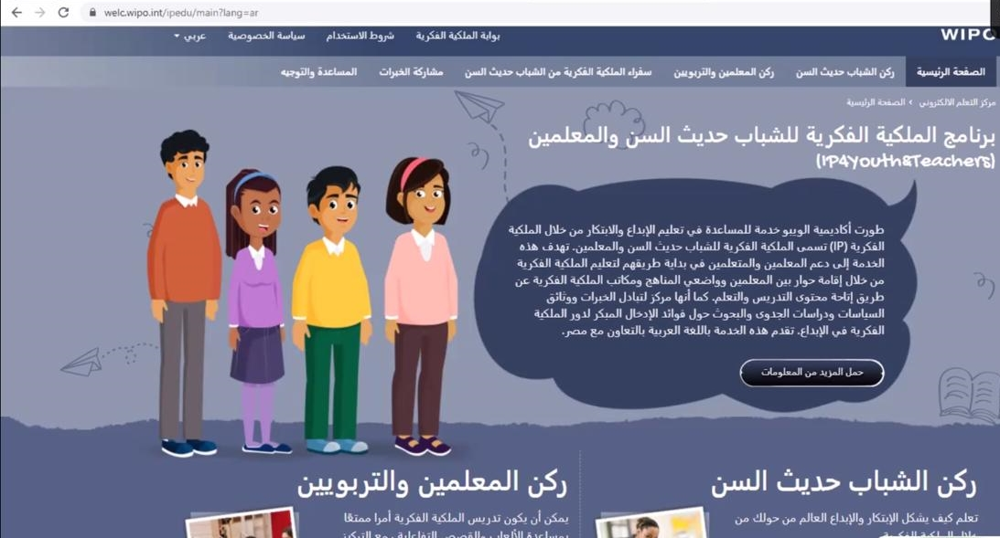 welc.wipo.int/ipedu/main?lang=ar
WIPO
بوابة الملكية الفكرية
شروط الاستخدام
سياسة الخصوصية
عربي
الصفحة الرئيسية
ركن الشباب حديث السن
ركن المعلمين والتربويين
سفراء الملكية الفكرية من الشباب حديث السن
مشاركة الخبرات
المساعدة والتوجيه
مركز التعلم الالكتروني › الصفحة الرئيسية
برنامج الملكية الفكرية للشباب حديث السن والمعلمين
(IP4Youth&Teachers)
طورت أكاديمية الويبو خدمة للمساعدة في تعليم الإبداع والابتكار من خلال الملكية
الفكرية (IP) تسمى الملكية الفكرية للشباب حديث السن والمعلمين. تهدف هذه
الخدمة إلى دعم المعلمين والمتعلمين في بداية طريقهم لتعليم الملكية الفكرية
من خلال إقامة حوار بين المعلمين وواضعي المناهج ومكاتب الملكية الفكرية عن
طريق إتاحة محتوى التدريس والتعلم. كما أنها مركز لتبادل الخبرات ووثائق
السياسات ودراسات الجدوى والبحوث حول فوائد الإدخال المبكر لدور الملكية
الفكرية في الإبداع. تقدم هذه الخدمة باللغة العربية بالتعاون مع مصر.
حمل المزيد من المعلومات
ركن الشباب حديث السن
تعلم كيف يشكل الإبتكار والإبداع العالم من حولك من
ركن المعلمين والتربويين
يمكن أن يكون تدريس الملكية الفكرية أمرا ممتعًا